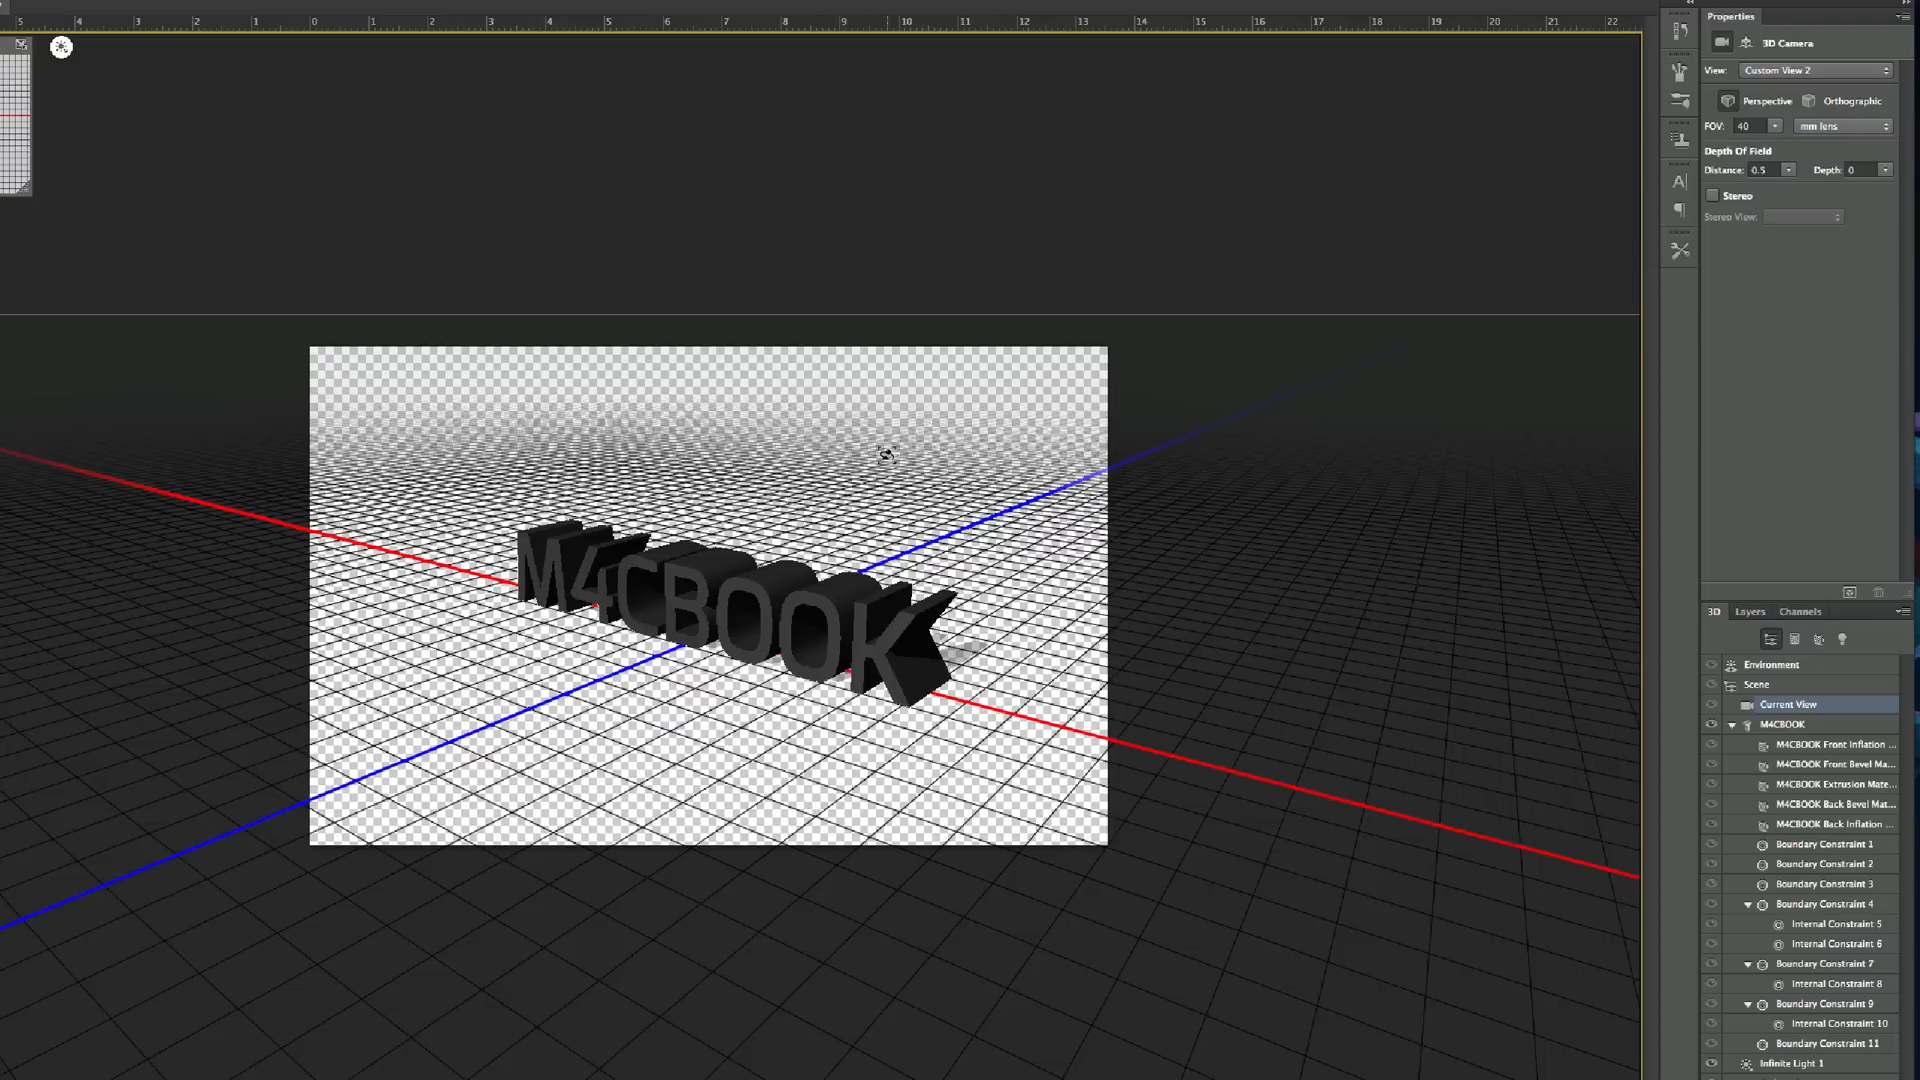 5 4 3 2 1 0 1 2 3 4 5 6 7 8 9 10 11 12 13 14 15 16 17 18 19 20 21 22
Properties
3D Camera
View: Custom View 2
Perspective Orthographic
FOV: 40 mm lens
Depth Of Field
Distance: 0.5 Depth: 0
Stereo
Stereo View:
M4CBOOK
3D Layers Channels
Environment
Scene
Current View
M4CBOOK
M4CBOOK Front Inflation ...
M4CBOOK Front Bevel Ma...
M4CBOOK Extrusion Mate...
M4CBOOK Back Bevel Mat...
M4CBOOK Back Inflation ...
Boundary Constraint 1
Boundary Constraint 2
Boundary Constraint 3
Boundary Constraint 4
Internal Constraint 5
Internal Constraint 6
Boundary Constraint 7
Internal Constraint 8
Boundary Constraint 9
Internal Constraint 10
Boundary Constraint 11
Infinite Light 1